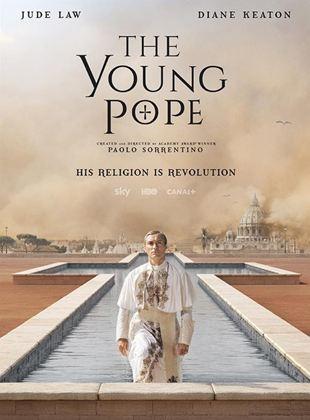 JUDE LAW DIANE KEATON
THE
YOUNG
POPE
CREATED AND DIRECTED BY ACADEMY AWARD WINNER
PAOLO SORRENTINO
HIS RELIGION IS REVOLUTION
sky HBO CANAL+